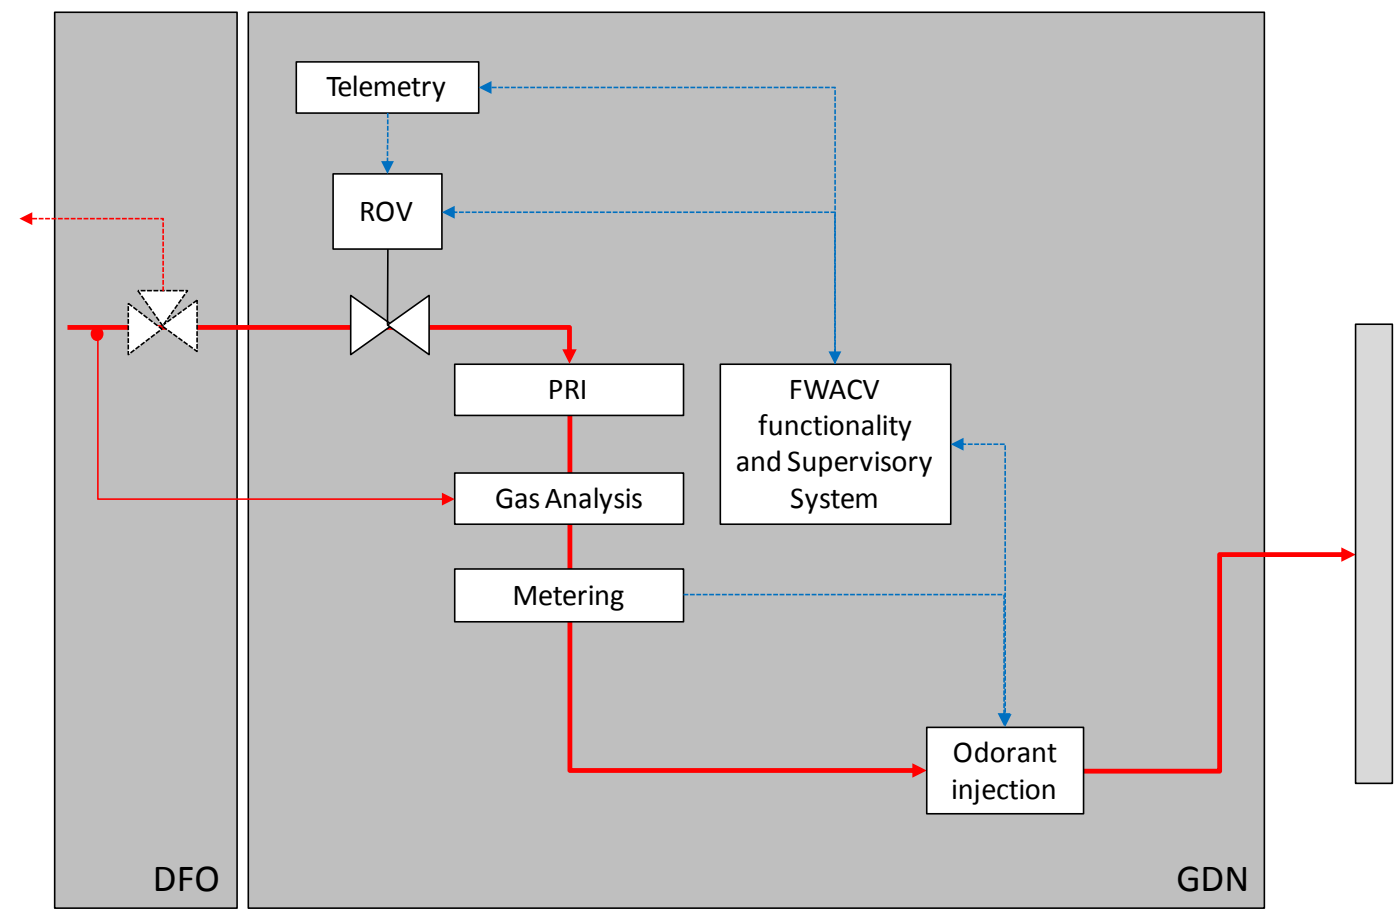 Telemetry
ROV
PRI
FWACV
functionality
and Supervisory
System
Gas Analysis
Metering
Odorant
injection
DFO
GDN